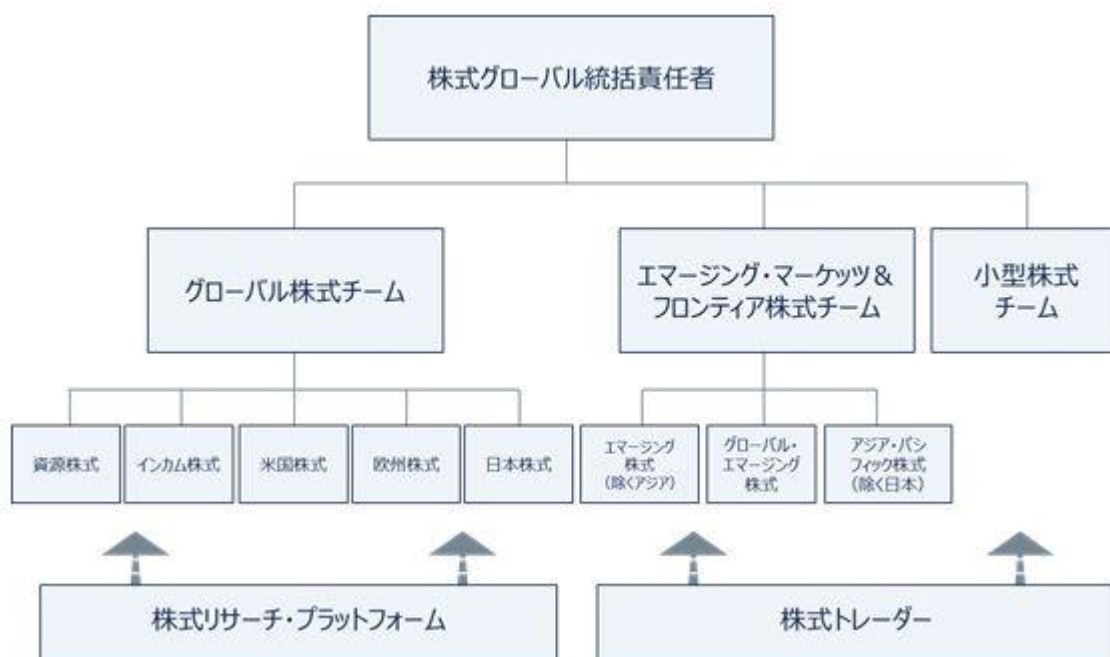 株式グローバル統括責任者
グローバル株式チーム
エマージング・マーケッツ&
フロンティア株式チーム
小型株式
チーム
資源株式
インカム株式
米国株式
欧州株式
日本株式
エマージング
株式
(除くアジア)
グローバル・
エマージング
株式
アジア・パシ
フィック株式
(除く日本)
株式リサーチ・プラットフォーム
株式トレーダー